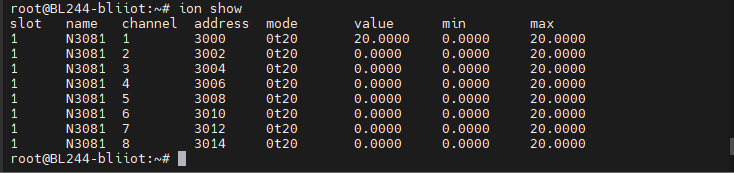 root@BL244-bliiot:~# ion show
slot name channel address mode value min max
1 N3081 1 3000 0t20 20.0000 0.0000 20.0000
1 N3081 2 3002 0t20 0.0000 0.0000 20.0000
1 N3081 3 3004 0t20 0.0000 0.0000 20.0000
1 N3081 4 3006 0t20 0.0000 0.0000 20.0000
1 N3081 5 3008 0t20 0.0000 0.0000 20.0000
1 N3081 6 3010 0t20 0.0000 0.0000 20.0000
1 N3081 7 3012 0t20 0.0000 0.0000 20.0000
1 N3081 8 3014 0t20 0.0000 0.0000 20.0000
root@BL244-bliiot:~#